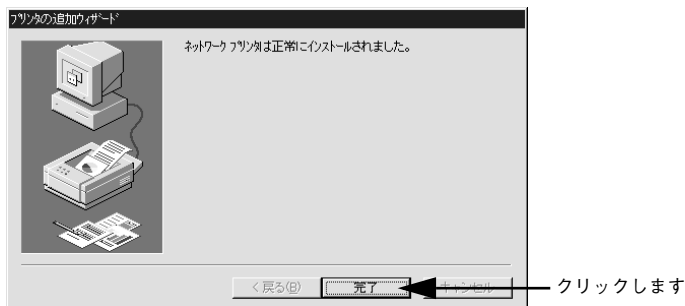 プリンタの追加ウィザード
ネットワーク プリンタは正常にインストールされました。
< 戻る(B) 完了 キャンセル
クリックします